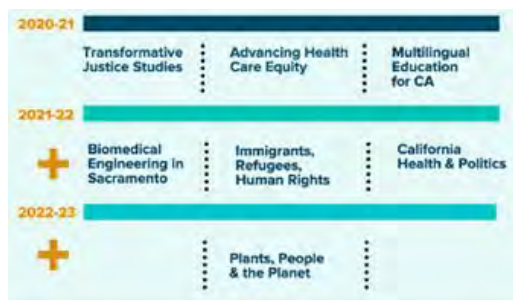 2020-21
Transformative
Justice Studies
Advancing Health
Care Equity
Multilingual
Education
for CA
2021-22
+
Biomedical
Engineering in
Sacramento
Immigrants,
Refugees,
Human Rights
California
Health & Politics
2022-23
+
Plants, People
& the Planet